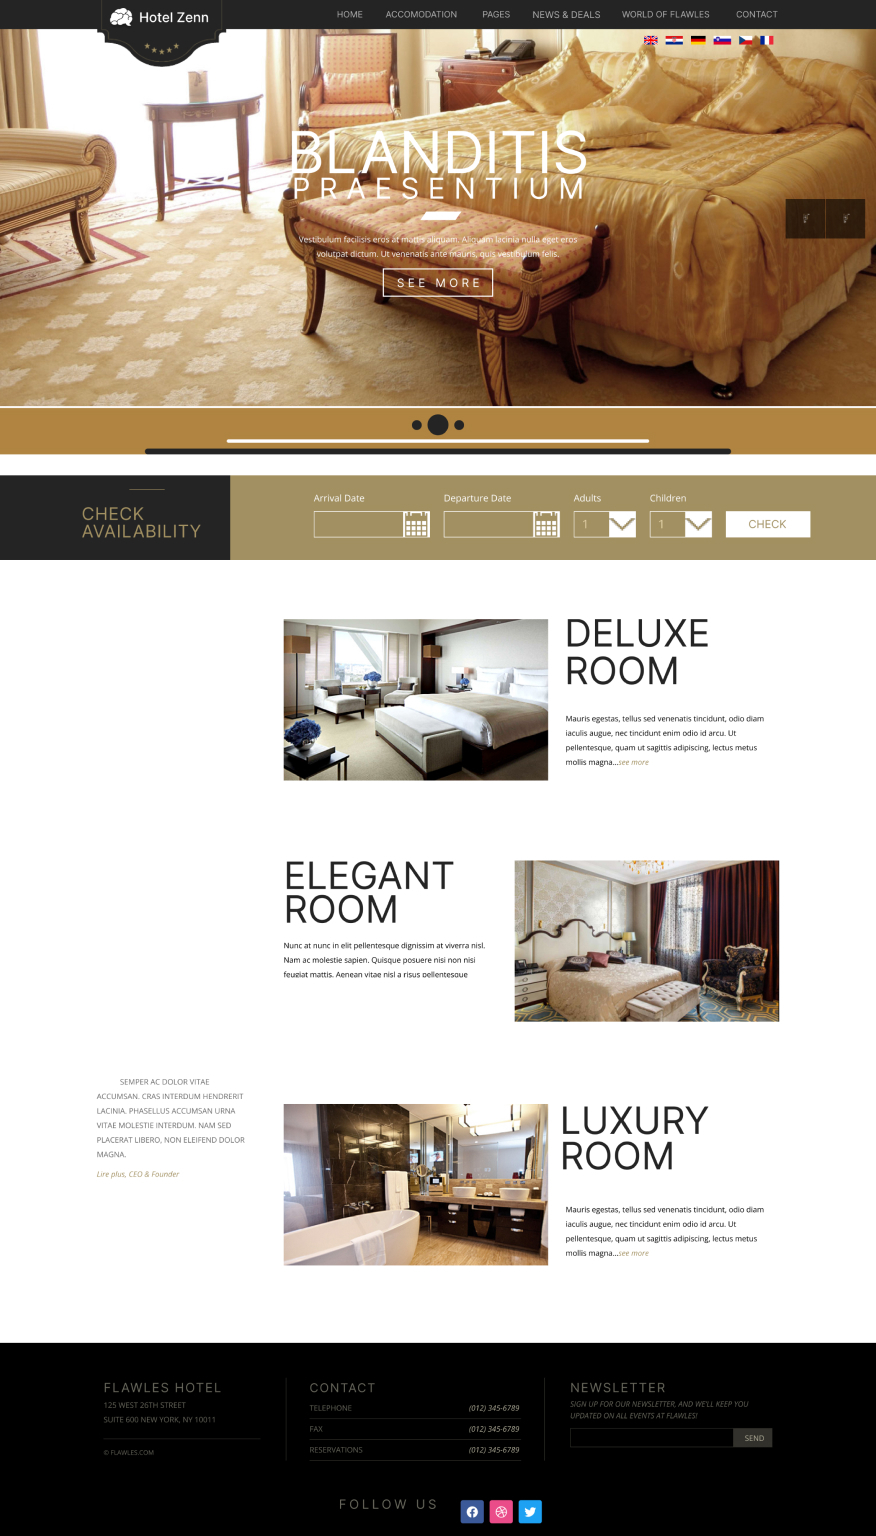 Hotel Zenn
HOME ACCOMODATION PAGES NEWS & DEALS WORLD OF FLAWLES CONTACT
BLANDITIS
PRAESENTIUM
Vestibulum facilisis eros at mattis aliquam. Aliquam lacinia nulla eget eros
volutpat dictum. Ut venenatis ante mauris, quis vestibulum felis.
SEE MORE
CHECK
AVAILABILITY
Arrival Date Departure Date Adults Children
1 1 CHECK
DELUXE
ROOM
Mauris egestas, tellus sed venenatis tincidunt, odio diam
iaculis augue, nec tincidunt enim odio id arcu. Ut
pellentesque, quam ut sagittis adipiscing, lectus metus
mollis magna...see more
ELEGANT
ROOM
Nunc at nunc in elit pellentesque dignissim at viverra nisl.
Nam ac molestie sapien. Quisque posuere nisi non nisi
feugiat mattis. Aenean vitae nisl a risus pellentesque
SEMPER AC DOLOR VITAE
ACCUMSAN. CRAS INTERDUM HENDRERIT
LACINIA. PHASELLUS ACCUMSAN URNA
VITAE MOLESTIE INTERDUM. NAM SED
PLACERAT LIBERO, NON ELEIFEND DOLOR
MAGNA.
Lire plus, CEO & Founder
LUXURY
ROOM
Mauris egestas, tellus sed venenatis tincidunt, odio diam
iaculis augue, nec tincidunt enim odio id arcu. Ut
pellentesque, quam ut sagittis adipiscing, lectus metus
mollis magna...see more
FLAWLES HOTEL
125 WEST 26TH STREET
SUITE 600 NEW YORK, NY 10011
© FLAWLES.COM
CONTACT
TELEPHONE (012) 345-6789
FAX (012) 345-6789
RESERVATIONS (012) 345-6789
NEWSLETTER
SIGN UP FOR OUR NEWSLETTER, AND WE'LL KEEP YOU
UPDATED ON ALL EVENTS AT FLAWLES!
SEND
FOLLOW US